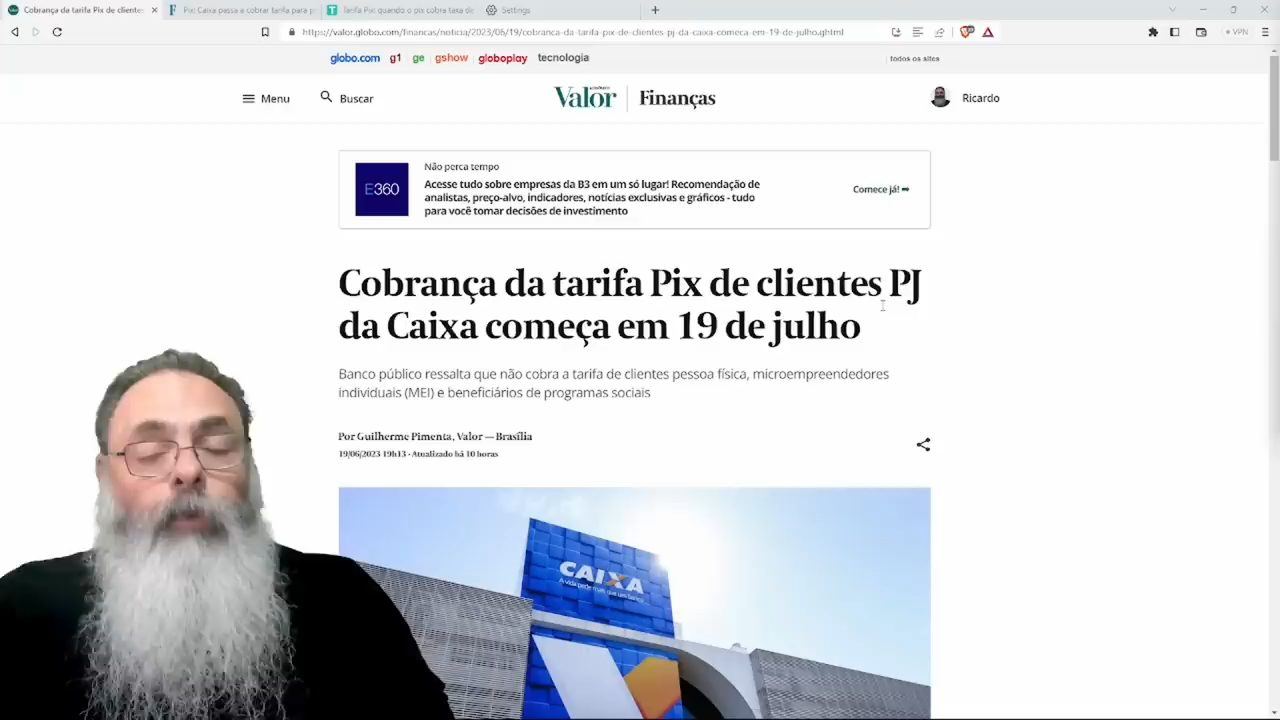 Cobrança da tarifa Pix de clientes
Pix: Caixa passa a cobrar tarifa para p
Tarifa Pix: quando o pix cobra taxa de
Settings
https://valor.globo.com/financas/noticia/2023/06/19/cobranca-da-tarifa-pix-de-clientes-pj-da-caixa-comeca-em-19-de-julho.ghtml
VPN
globo.com g1 ge gshow globoplay tecnologia
todos os sites
Menu
Buscar
Valor
Finanças
Ricardo
Não perca tempo
E360
Acesse tudo sobre empresas da B3 em um só lugar! Recomendação de
analistas, preço-alvo, indicadores, notícias exclusivas e gráficos - tudo
para você tomar decisões de investimento
Comece já! ➡
Cobrança da tarifa Pix de clientes PJ
da Caixa começa em 19 de julho
Banco público ressalta que não cobra a tarifa de clientes pessoa física, microempreendedores
individuais (MEI) e beneficiários de programas sociais
Por Guilherme Pimenta, Valor — Brasília
19/06/2023 19h13 · Atualizado há 10 horas
CAIXA
A vida pede mais que um banco